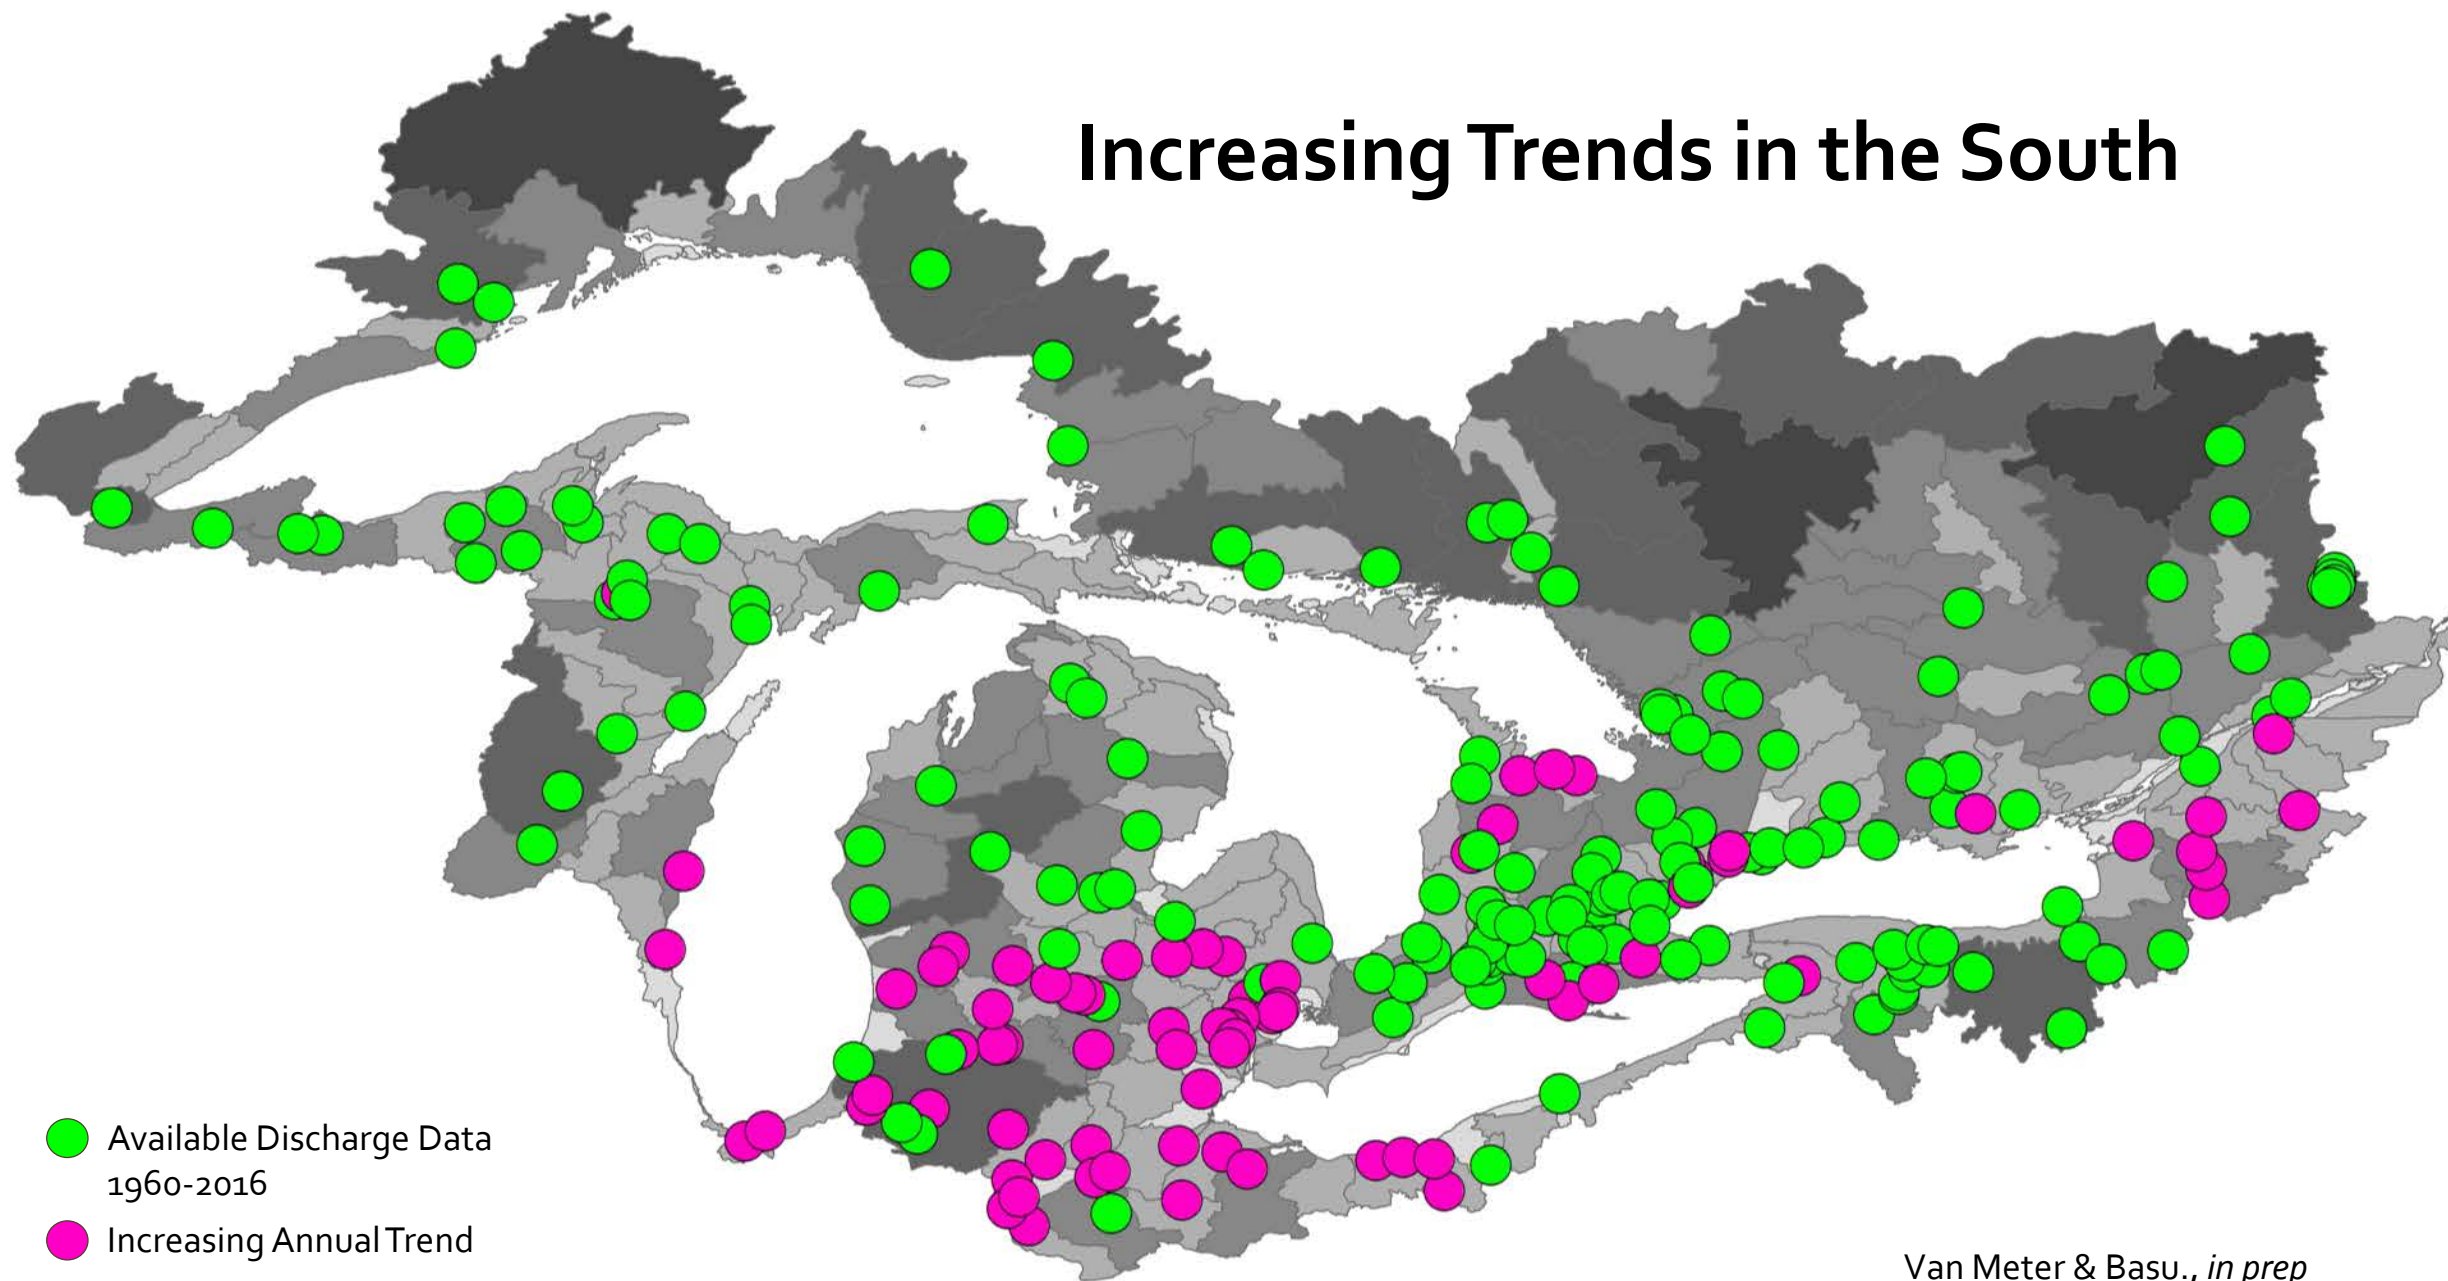 Increasing Trends in the South
Available Discharge Data
1960-2016
Increasing Annual Trend
Van Meter & Basu., in prep